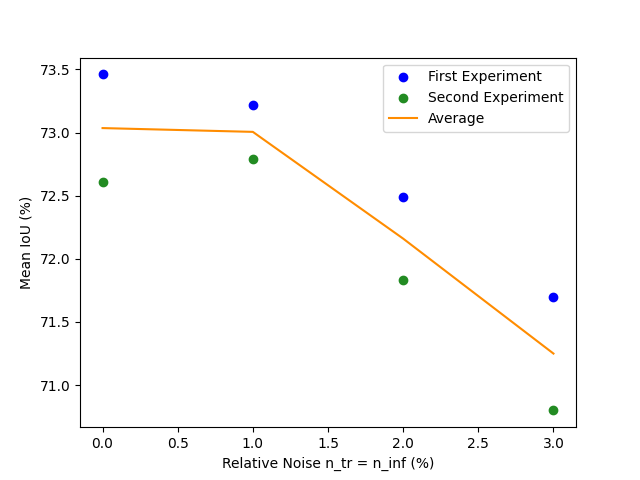 First Experiment
Second Experiment
Average
73.5
73.0
72.5
72.0
71.5
71.0
Mean IoU (%)
0.0 0.5 1.0 1.5 2.0 2.5 3.0
Relative Noise n_tr = n_inf (%)